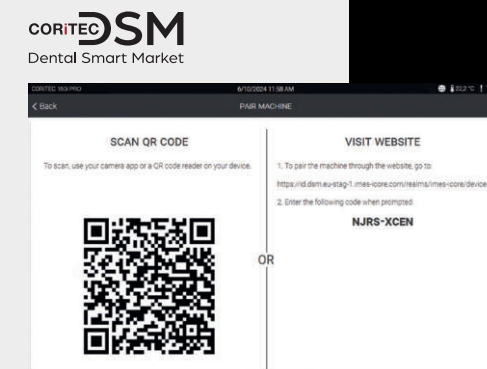 CORiTEC DSM
Dental Smart Market
CORITEC 150i PRO 6/10/2024 11:58 AM 22,2 °C
< Back PAIR MACHINE
SCAN QR CODE
To scan, use your camera app or a QR code reader on your device.
OR
VISIT WEBSITE
1. To pair the machine through the website, go to:
https://id.dsm.eu-stag-1.imes-icore.com/realms/imes-icore/device
2. Enter the following code when prompted:
NJRS-XCEN